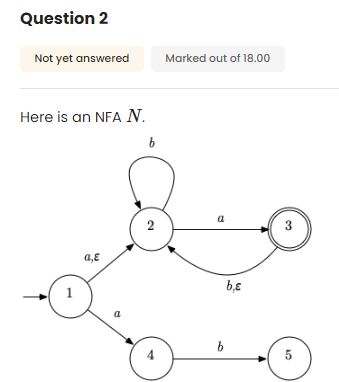 Question 2
Not yet answered
Marked out of 18.00
Here is an NFA N.
b
2
a
3
a,ε
b,ε
1
a
4
b
5